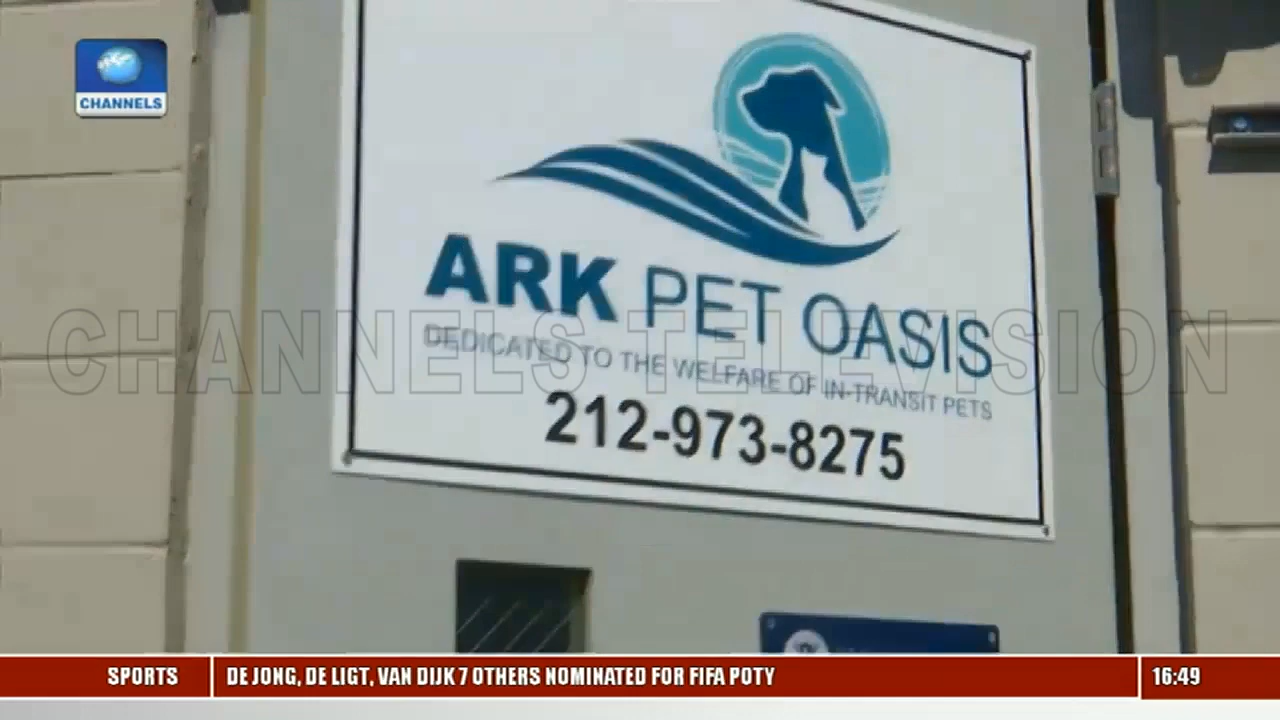 CHANNELS
ARK PET OASIS
CHANNELS TELEVISION
DEDICATED TO THE WELFARE OF IN-TRANSIT PETS
212-973-8275
SPORTS
DE JONG, DE LIGT, VAN DIJK 7 OTHERS NOMINATED FOR FIFA POTY
16:49